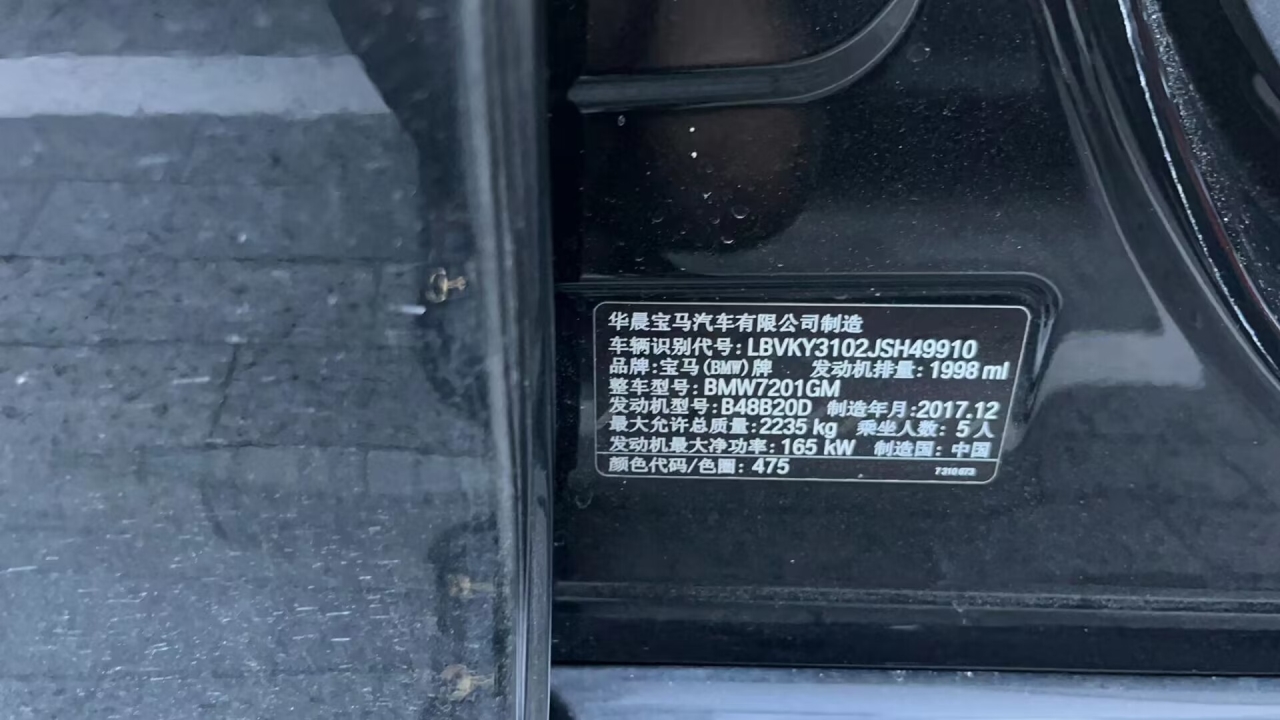 华晨宝马汽车有限公司制造
车辆识别代号:LBVKY3102JSH49910
品牌:宝马(BMW)牌 发动机排量:1998 ml
整车型号:BMW7201GM
发动机型号:B48B20D 制造年月:2017.12
最大允许总质量:2235 kg 乘坐人数:5人
发动机最大净功率:165 kW 制造国:中国
颜色代码/色圈:475